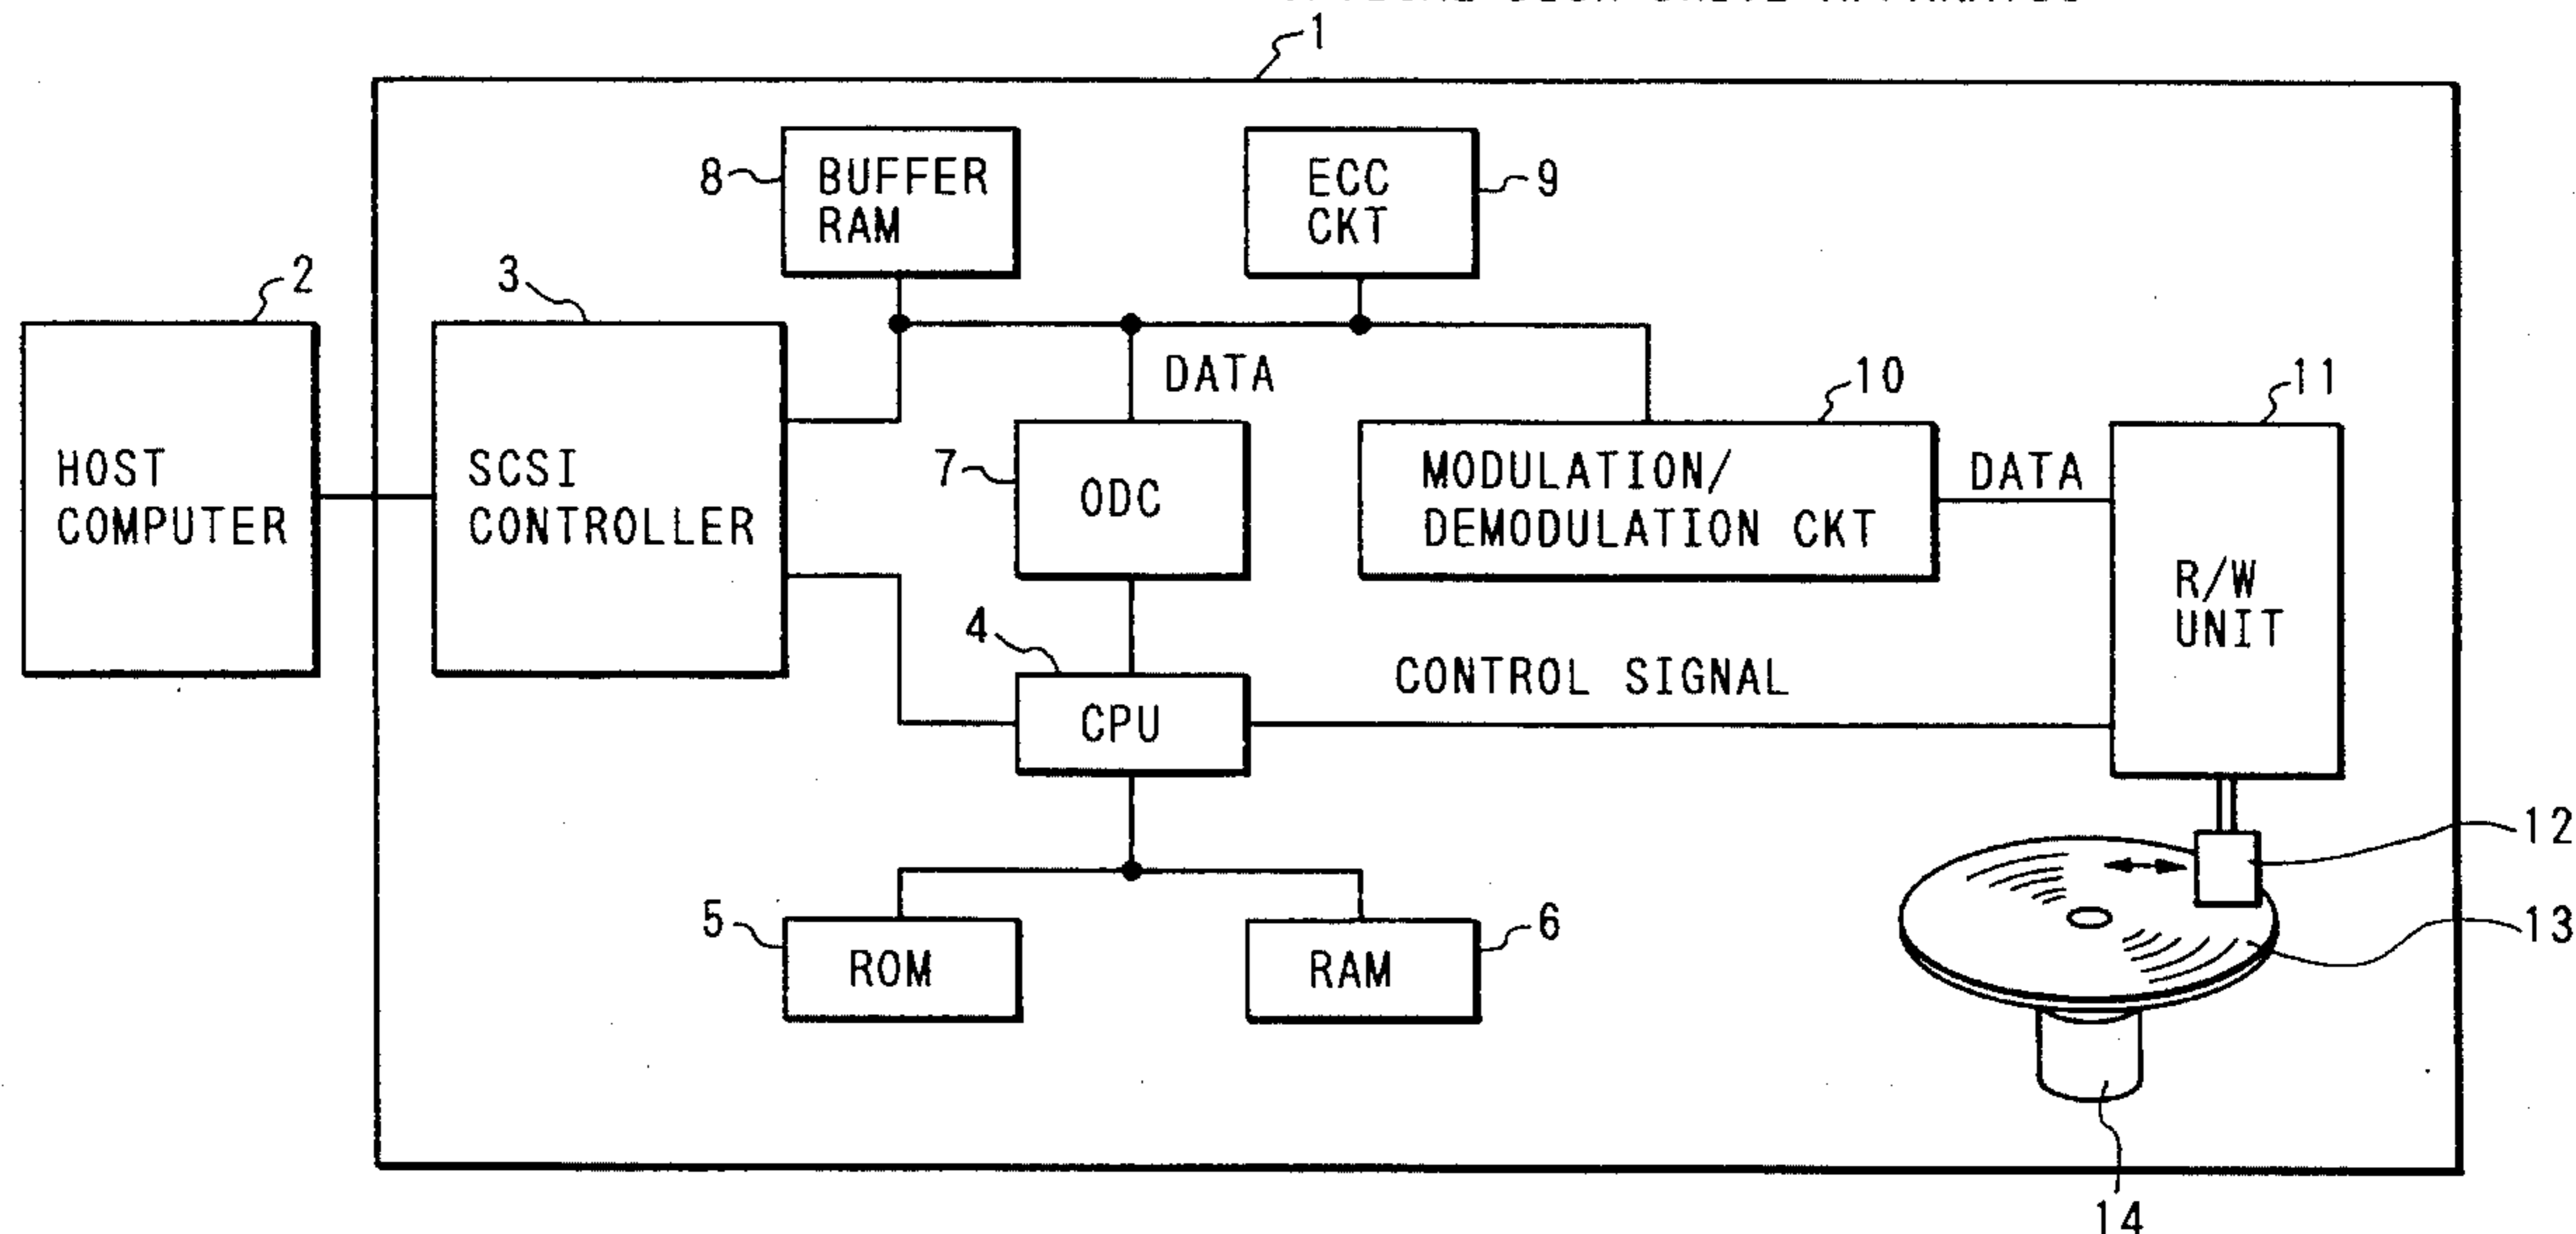 1
8
BUFFER
RAM
ECC
CKT
9
2
3
HOST
COMPUTER
SCSI
CONTROLLER
DATA
7
ODC
10
MODULATION/
DEMODULATION CKT
DATA
11
R/W
UNIT
4
CPU
CONTROL SIGNAL
5
ROM
RAM
6
12
13
14